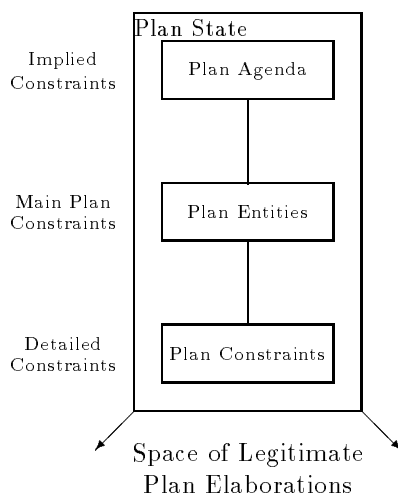 Plan State
Implied
Constraints
Plan Agenda
Main Plan
Constraints
Plan Entities
Detailed
Constraints
Plan Constraints
Space of Legitimate
Plan Elaborations